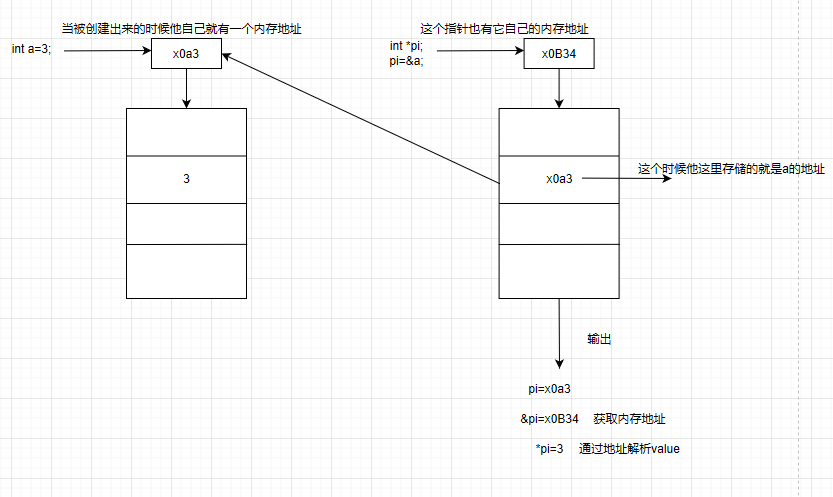 当被创建出来的时候他自己就有一个内存地址
int a=3;
x0a3
3
这个指针也有它自己的内存地址
int *pi;
pi=&a;
x0B34
x0a3
这个时候他这里存储的就是a的地址
输出
pi=x0a3
&pi=x0B34 获取内存地址
*pi=3 通过地址解析value